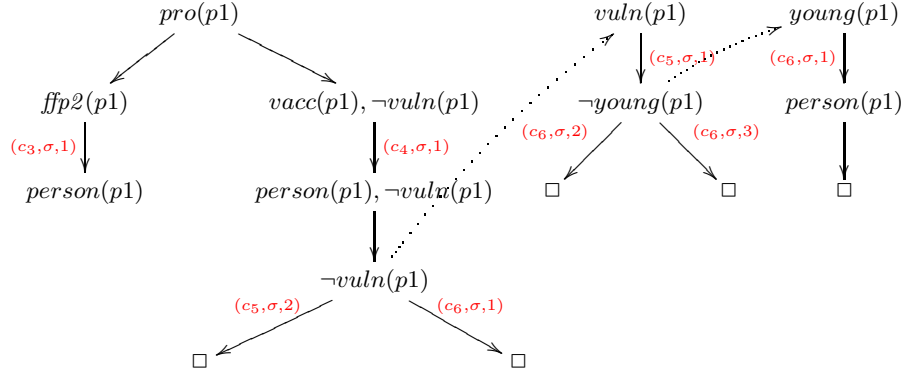 pro(p1) vuln(p1) young(p1)
(c₅,σ,1) (c₆,σ,1)
ffp2(p1) vacc(p1), ¬vuln(p1) ¬young(p1) person(p1)
(c₃,σ,1) (c₄,σ,1) (c₆,σ,2) (c₆,σ,3)
person(p1) person(p1), ¬vuln(p1) □ □ □
¬vuln(p1)
(c₅,σ,2) (c₆,σ,1)
□ □